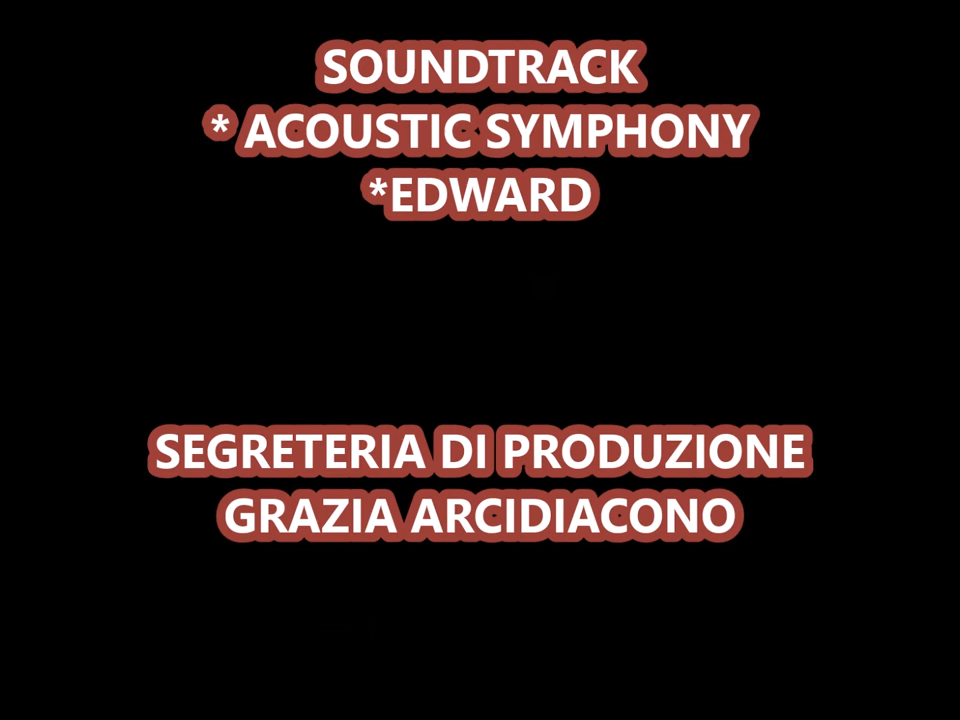 SOUNDTRACK
* ACOUSTIC SYMPHONY
*EDWARD
SEGRETERIA DI PRODUZIONE
GRAZIA ARCIDIACONO